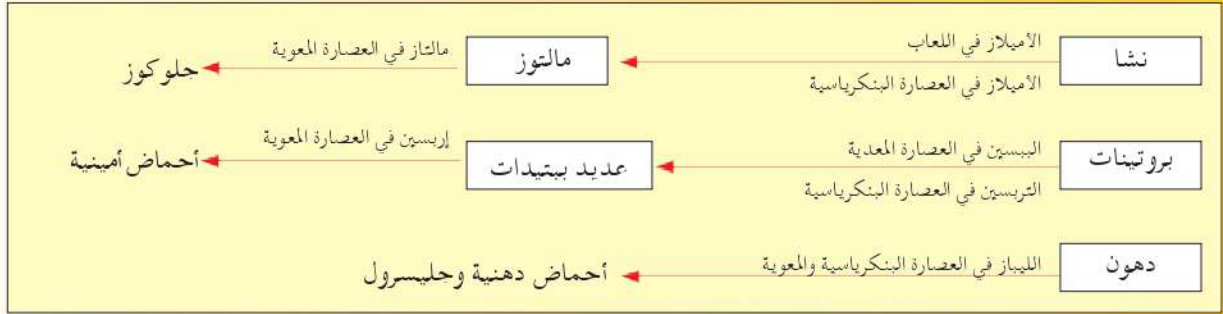 نشا
الأميلاز في اللعاب
الأميلاز في العصارة البنكرياسية
مالتوز
مالتاز في العصارة المعوية
جلوكوز
بروتينات
الببسين في العصارة المعدية
التربسين في العصارة البنكرياسية
عديد ببتيدات
إربسين في العصارة المعوية
أحماض أمينية
دهون
الليباز في العصارة البنكرياسية والمعوية
أحماض دهنية وجليسرول